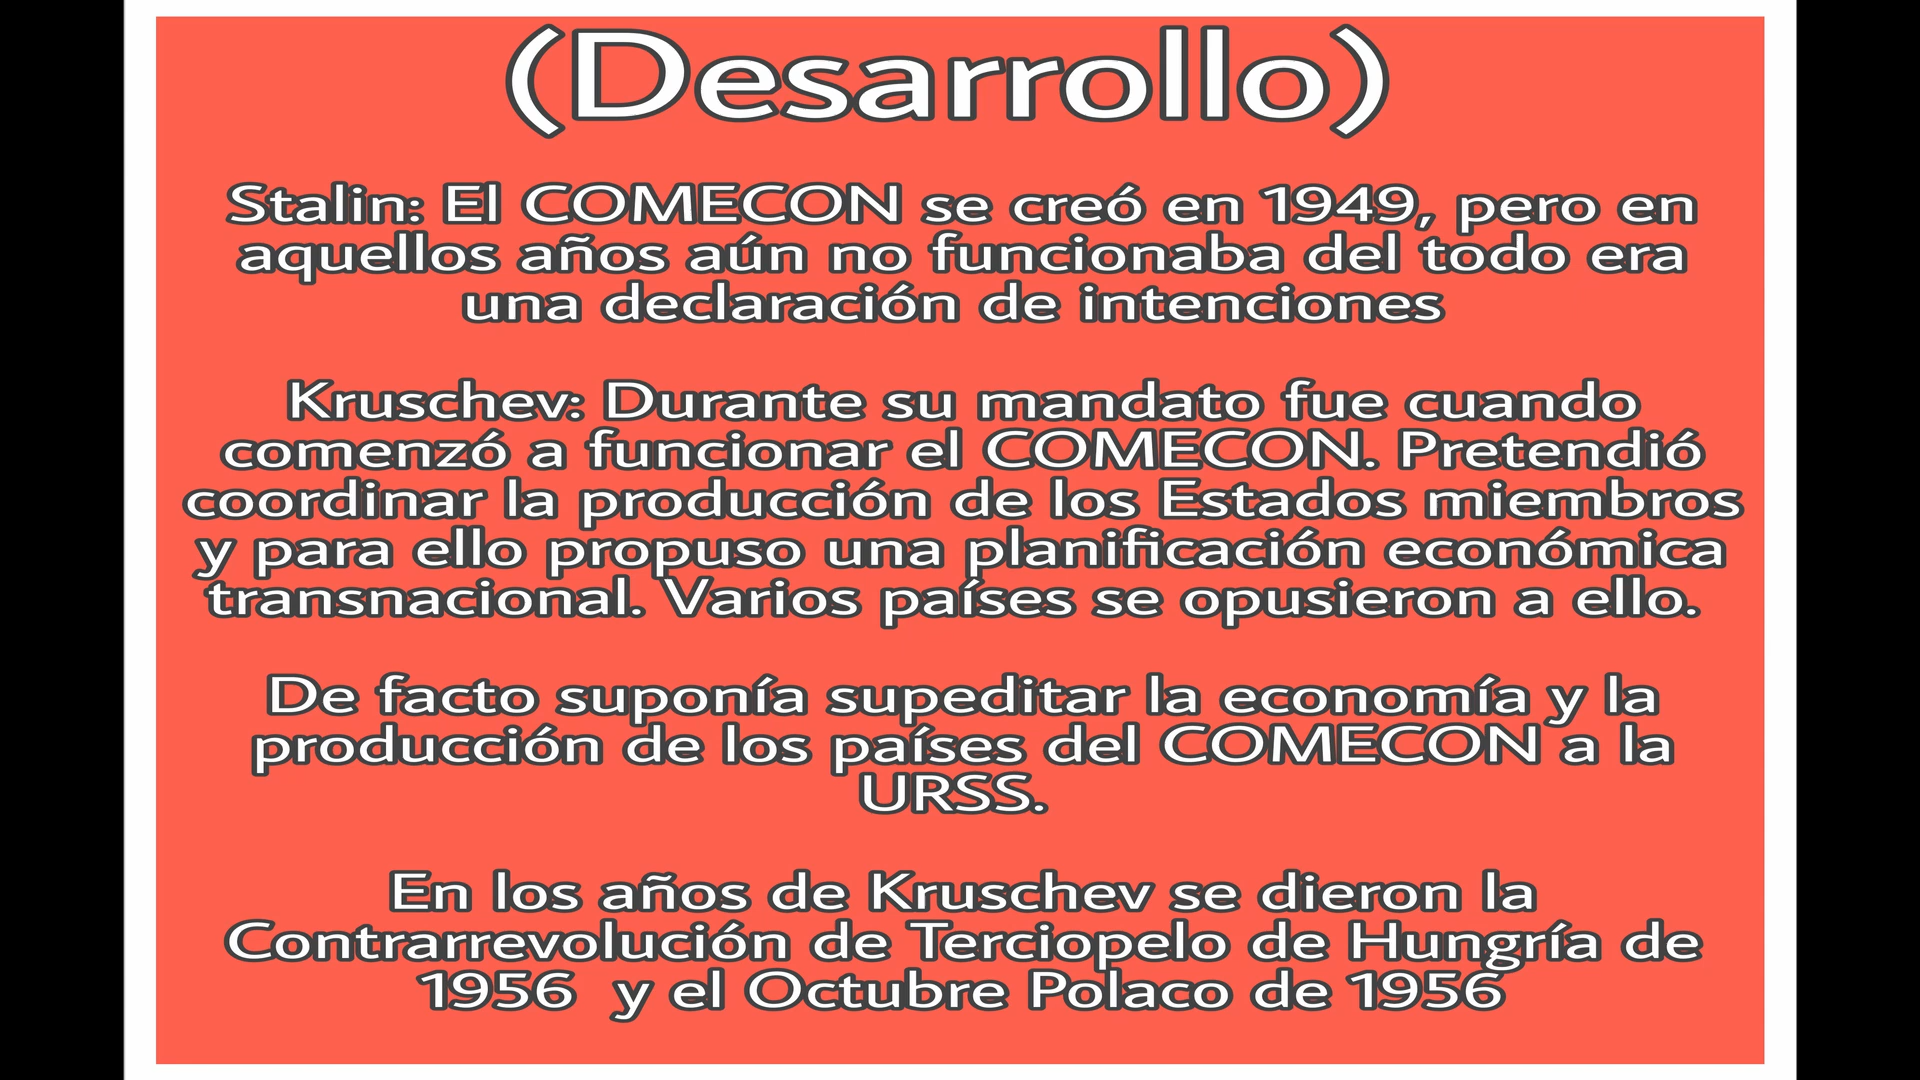 (Desarrollo)
Stalin: El COMECON se creó en 1949, pero en
aquellos años aún no funcionaba del todo era
una declaración de intenciones
Kruschev: Durante su mandato fue cuando
comenzó a funcionar el COMECON. Pretendió
coordinar la producción de los Estados miembros
y para ello propuso una planificación económica
transnacional. Varios países se opusieron a ello.
De facto suponía supeditar la economía y la
producción de los países del COMECON a la
URSS.
En los años de Kruschev se dieron la
Contrarrevolución de Terciopelo de Hungría de
1956 y el Octubre Polaco de 1956